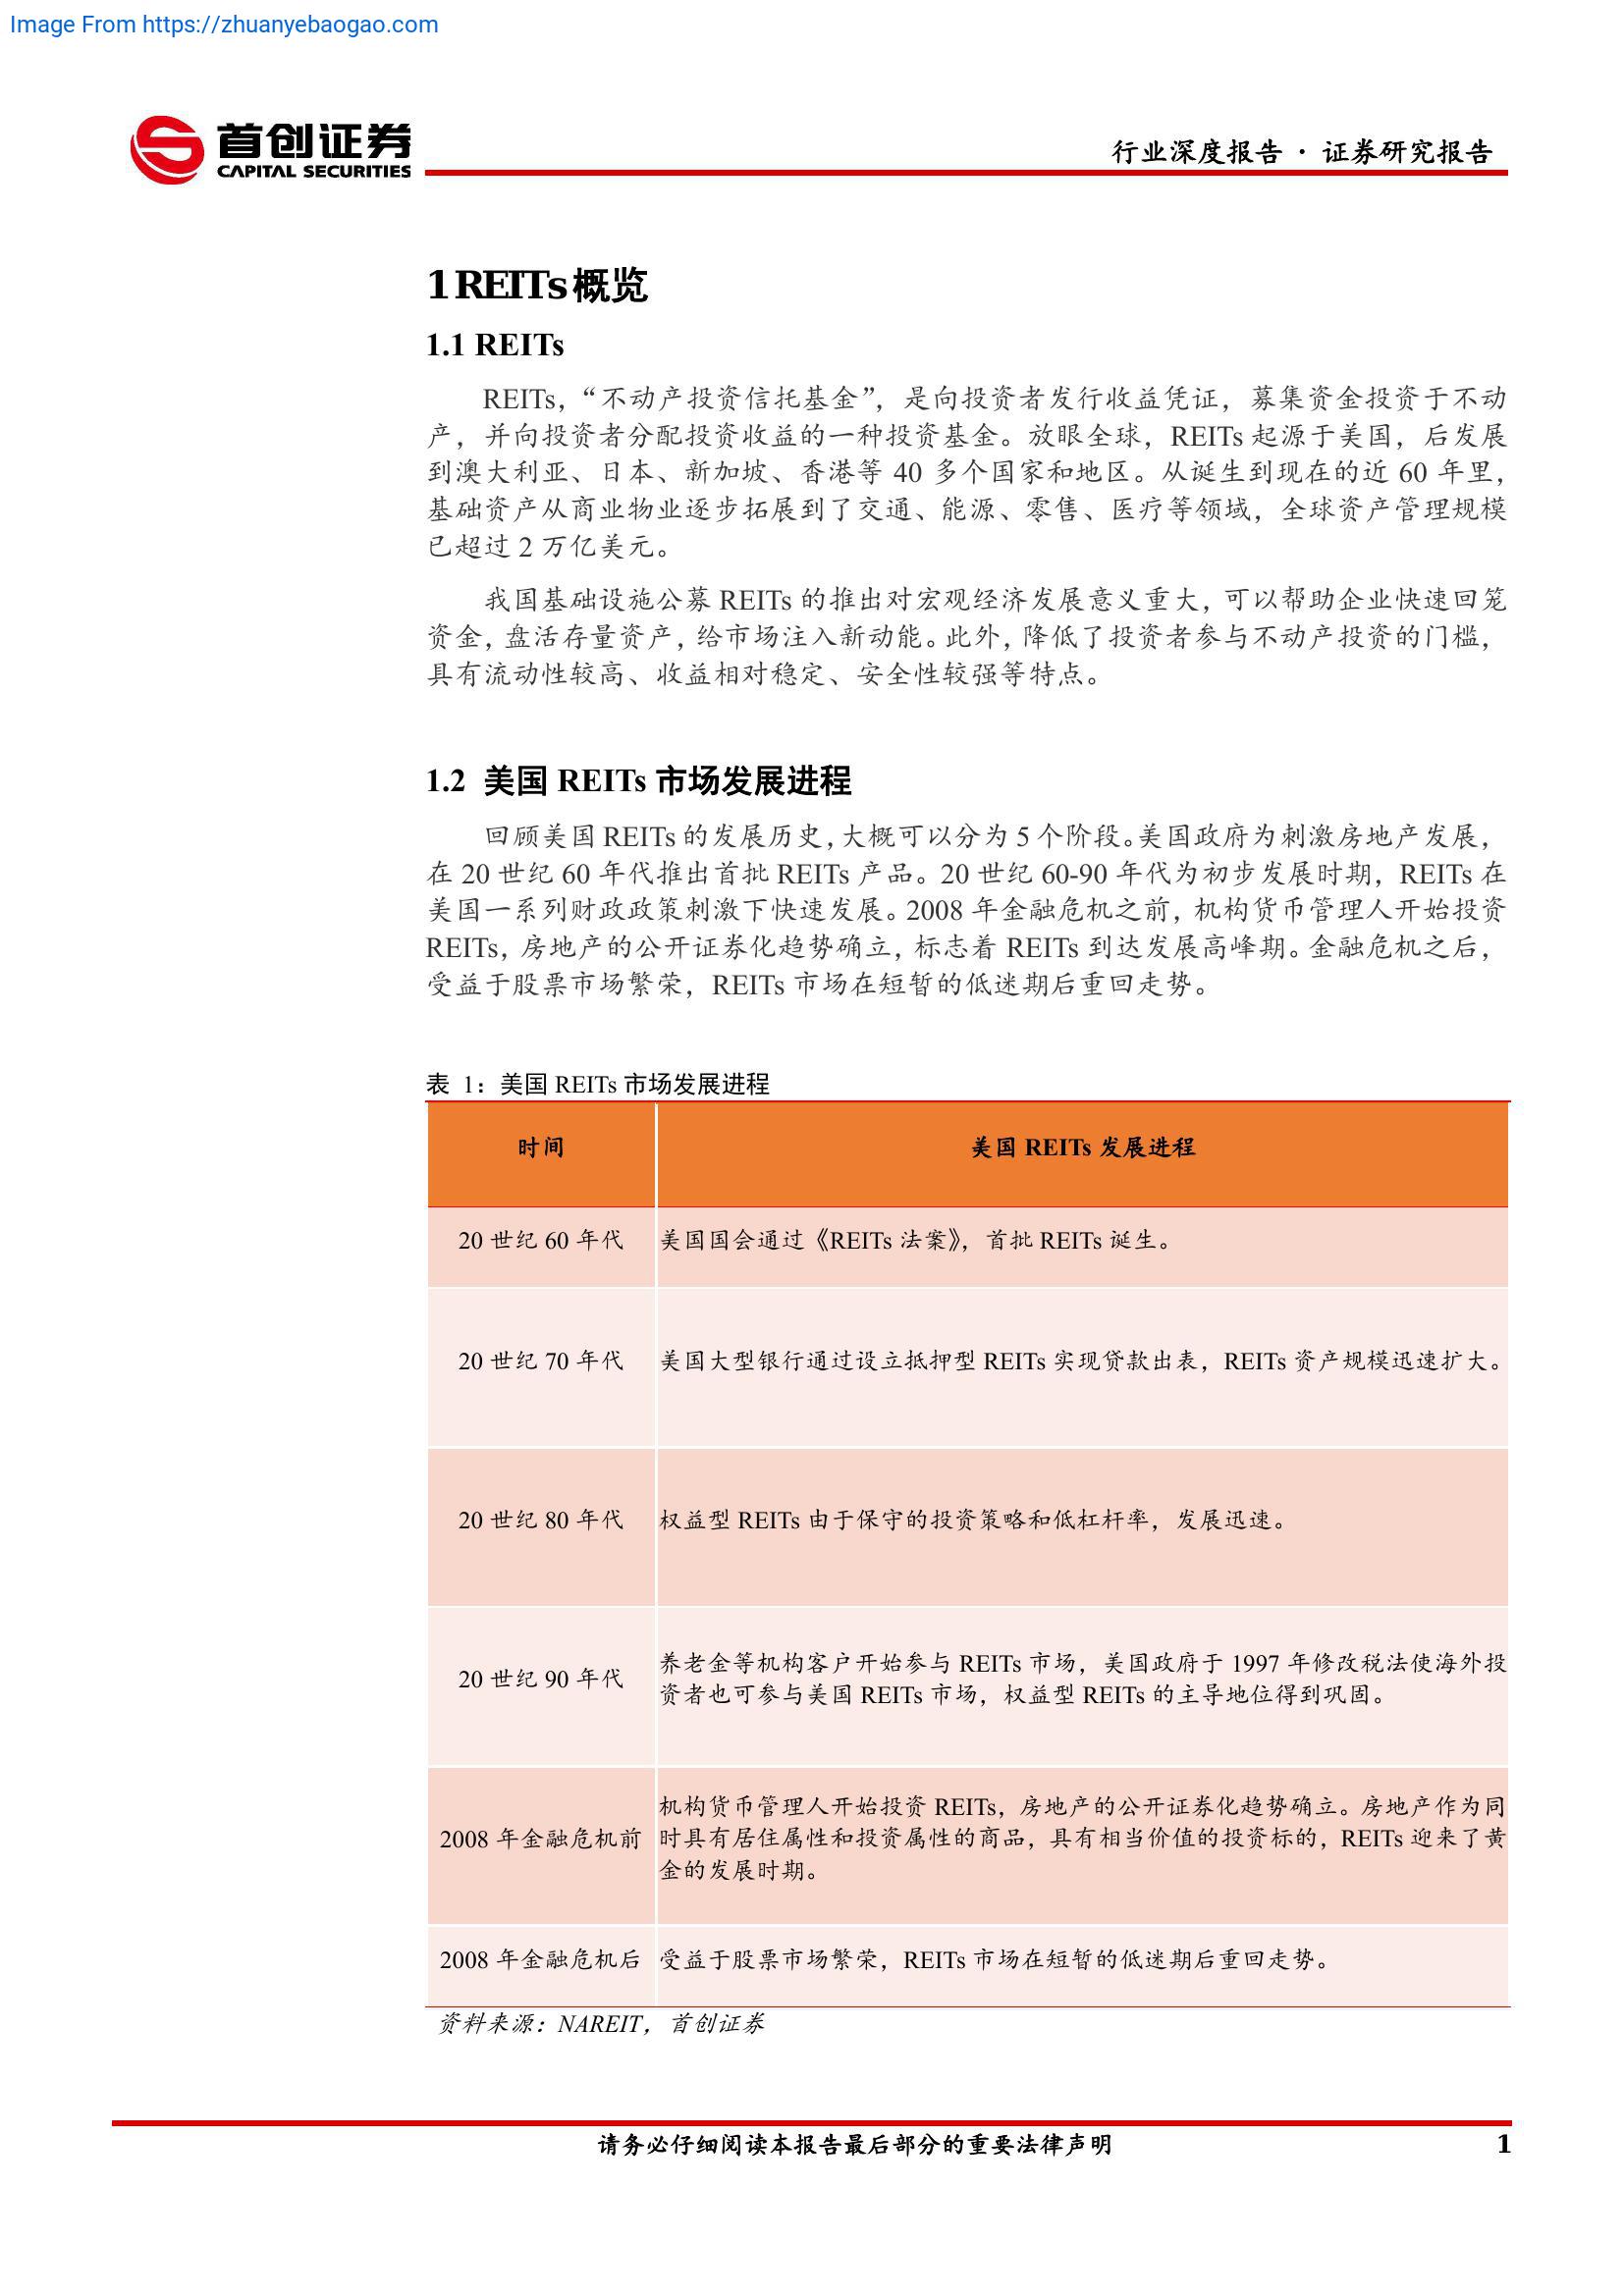 Image From https://zhuanyebaogao.com
首创证券
CAPITAL SECURITIES
行业深度报告 · 证券研究报告
1 REITs 概览
1.1 REITs
REITs，“不动产投资信托基金”，是向投资者发行收益凭证，募集资金投资于不动
产，并向投资者分配投资收益的一种投资基金。放眼全球，REITs 起源于美国，后发展
到澳大利亚、日本、新加坡、香港等 40 多个国家和地区。从诞生到现在的近 60 年里，
基础资产从商业物业逐步拓展到了交通、能源、零售、医疗等领域，全球资产管理规模
已超过 2 万亿美元。
我国基础设施公募 REITs 的推出对宏观经济发展意义重大，可以帮助企业快速回笼
资金，盘活存量资产，给市场注入新动能。此外，降低了投资者参与不动产投资的门槛，
具有流动性较高、收益相对稳定、安全性较强等特点。
1.2 美国 REITs 市场发展进程
回顾美国 REITs 的发展历史，大概可以分为 5 个阶段。美国政府为刺激房地产发展，
在 20 世纪 60 年代推出首批 REITs 产品。20 世纪 60-90 年代为初步发展时期，REITs 在
美国一系列财政政策刺激下快速发展。2008 年金融危机之前，机构货币管理人开始投资
REITs，房地产的公开证券化趋势确立，标志着 REITs 到达发展高峰期。金融危机之后，
受益于股票市场繁荣，REITs 市场在短暂的低迷期后重回走势。
表 1：美国 REITs 市场发展进程
时间 美国 REITs 发展进程
20 世纪 60 年代 美国国会通过《REITs 法案》，首批 REITs 诞生。
20 世纪 70 年代 美国大型银行通过设立抵押型 REITs 实现贷款出表，REITs 资产规模迅速扩大。
20 世纪 80 年代 权益型 REITs 由于保守的投资策略和低杠杆率，发展迅速。
20 世纪 90 年代 养老金等机构客户开始参与 REITs 市场，美国政府于 1997 年修改税法使海外投
资者也可参与美国 REITs 市场，权益型 REITs 的主导地位得到巩固。
机构货币管理人开始投资 REITs，房地产的公开证券化趋势确立。房地产作为同
2008 年金融危机前 时具有居住属性和投资属性的商品，具有相当价值的投资标的，REITs 迎来了黄
金的发展时期。
2008 年金融危机后 受益于股票市场繁荣，REITs 市场在短暂的低迷期后重回走势。
资料来源：NAREIT，首创证券
请务必仔细阅读本报告最后部分的重要法律声明 1